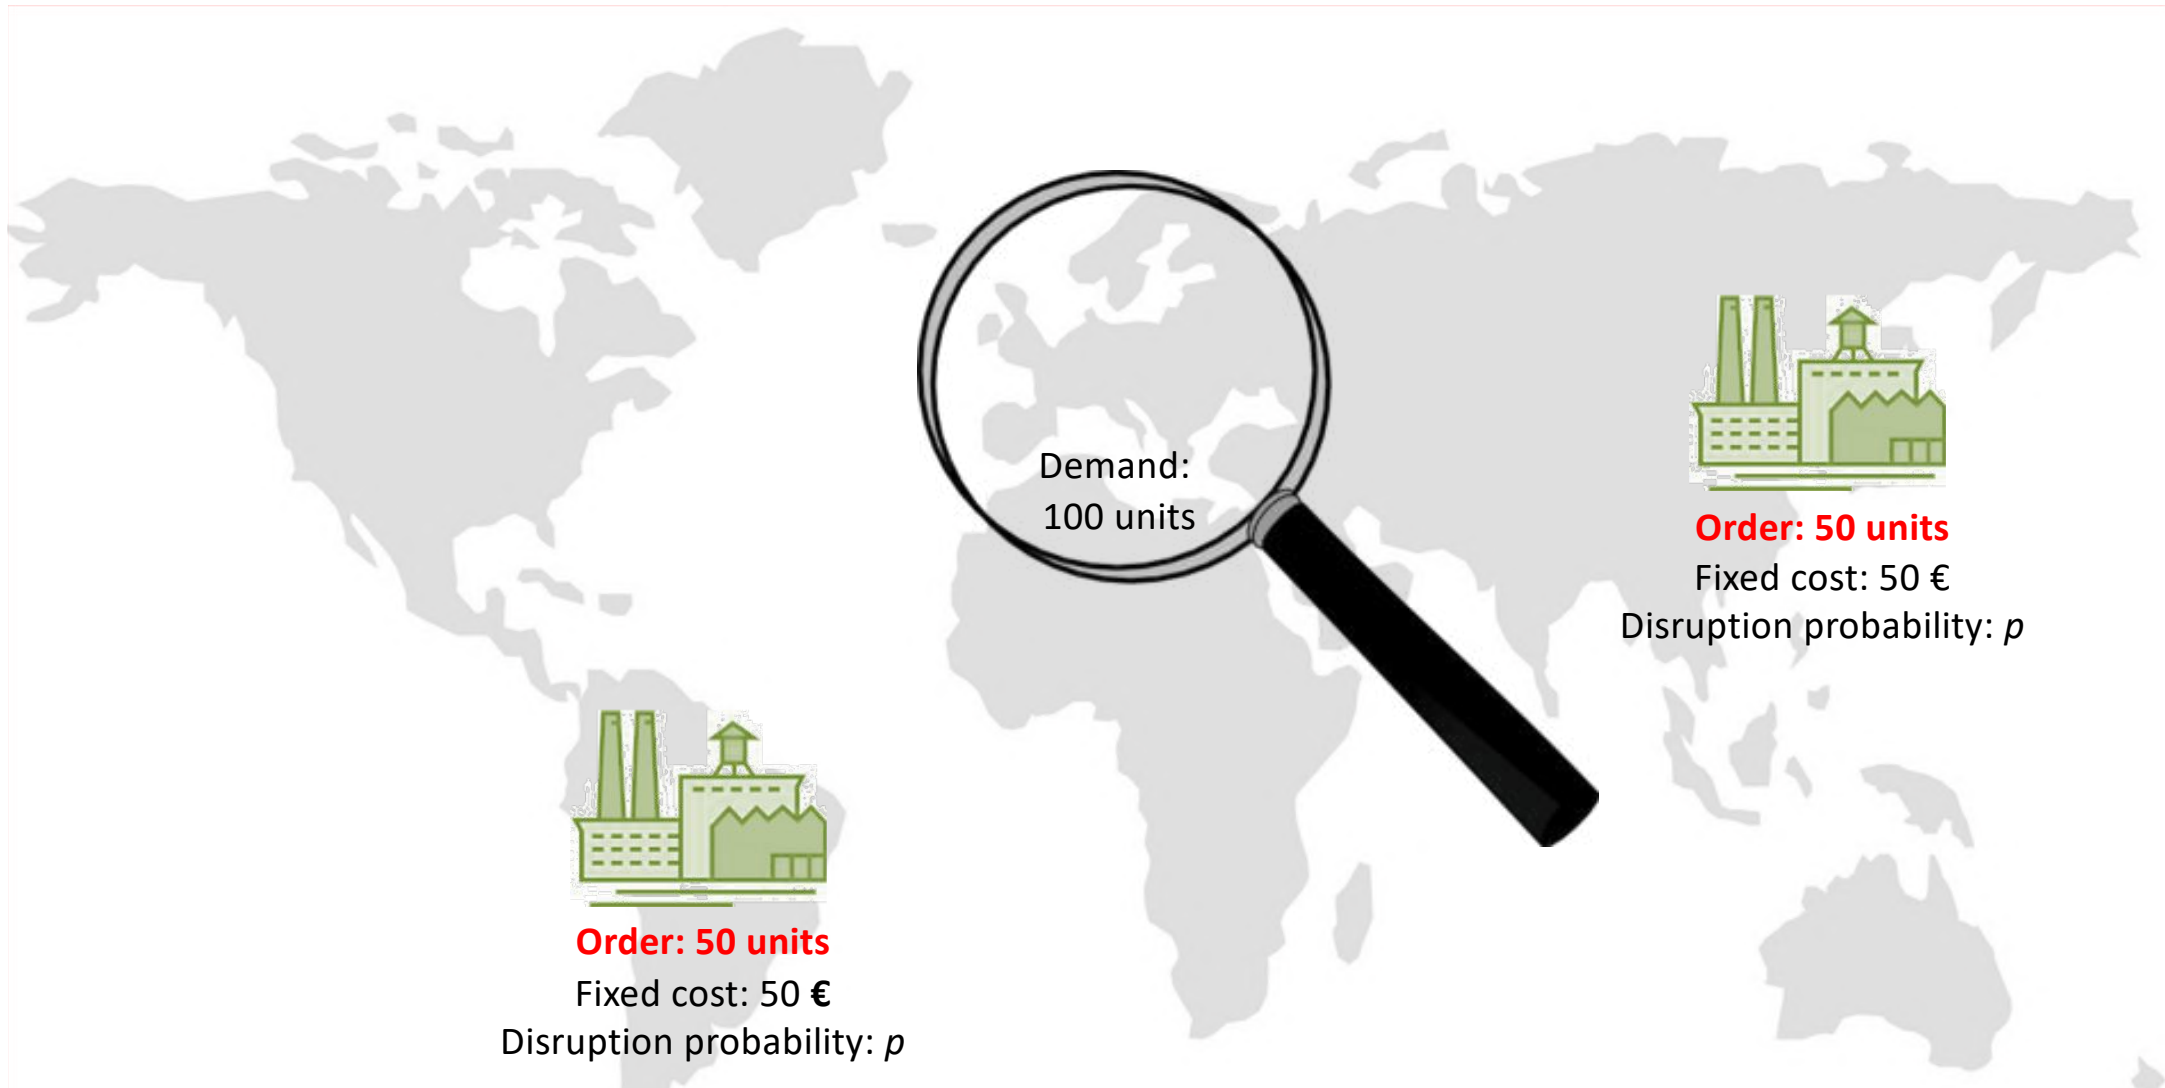 Demand:
100 units
Order: 50 units
Fixed cost: 50 €
Disruption probability: p
Order: 50 units
Fixed cost: 50 €
Disruption probability: p